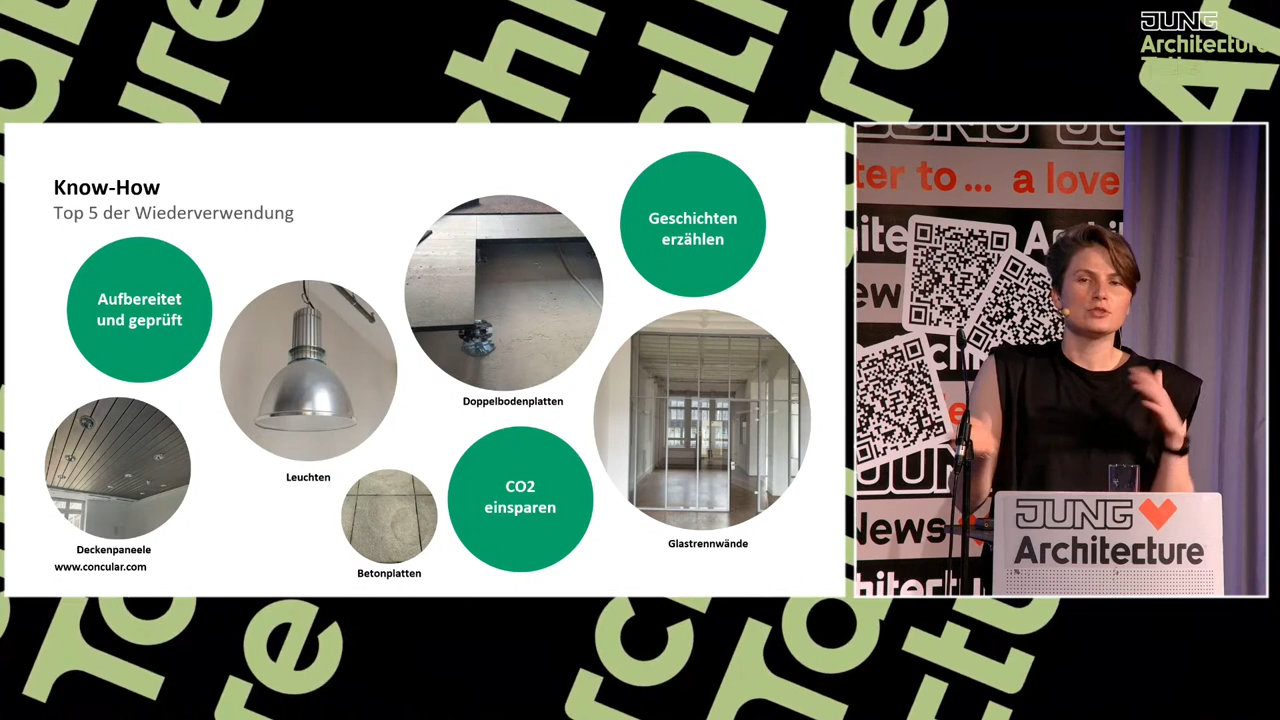 JUNG
Architecture
Talks
Know-How
Top 5 der Wiederverwendung
Aufbereitet
und geprüft
Deckenpaneele
www.concular.com
Leuchten
Doppelbodenplatten
Betonplatten
CO2
einsparen
Geschichten
erzählen
Glastrennwände
ter to ... a love
News
JUNG
Architecture